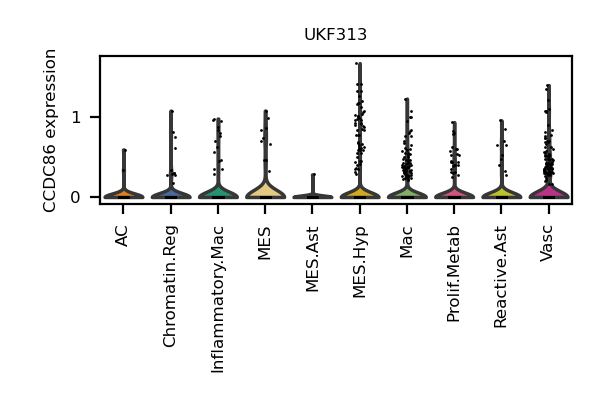 UKF313
CCDC86 expression
1
0
AC
Chromatin.Reg
Inflammatory.Mac
MES
MES.Ast
MES.Hyp
Mac
Prolif.Metab
Reactive.Ast
Vasc